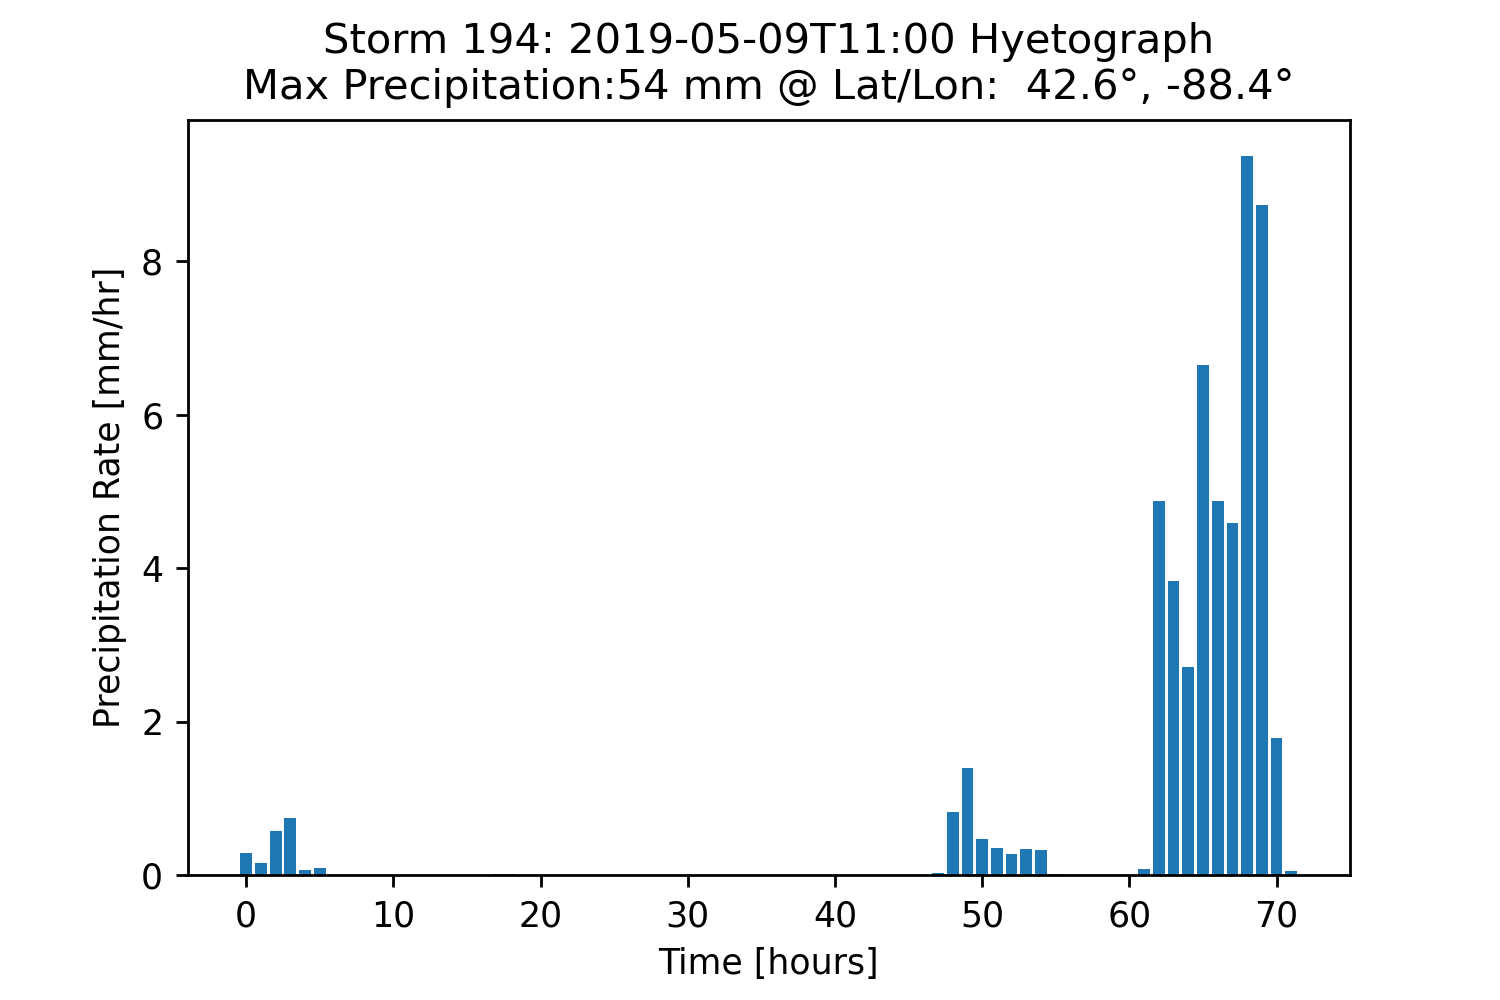 Storm 194: 2019-05-09T11:00 Hyetograph
Max Precipitation:54 mm @ Lat/Lon:  42.6°, -88.4°
Precipitation Rate [mm/hr]
8
6
4
2
0
0 10 20 30 40 50 60 70
Time [hours]